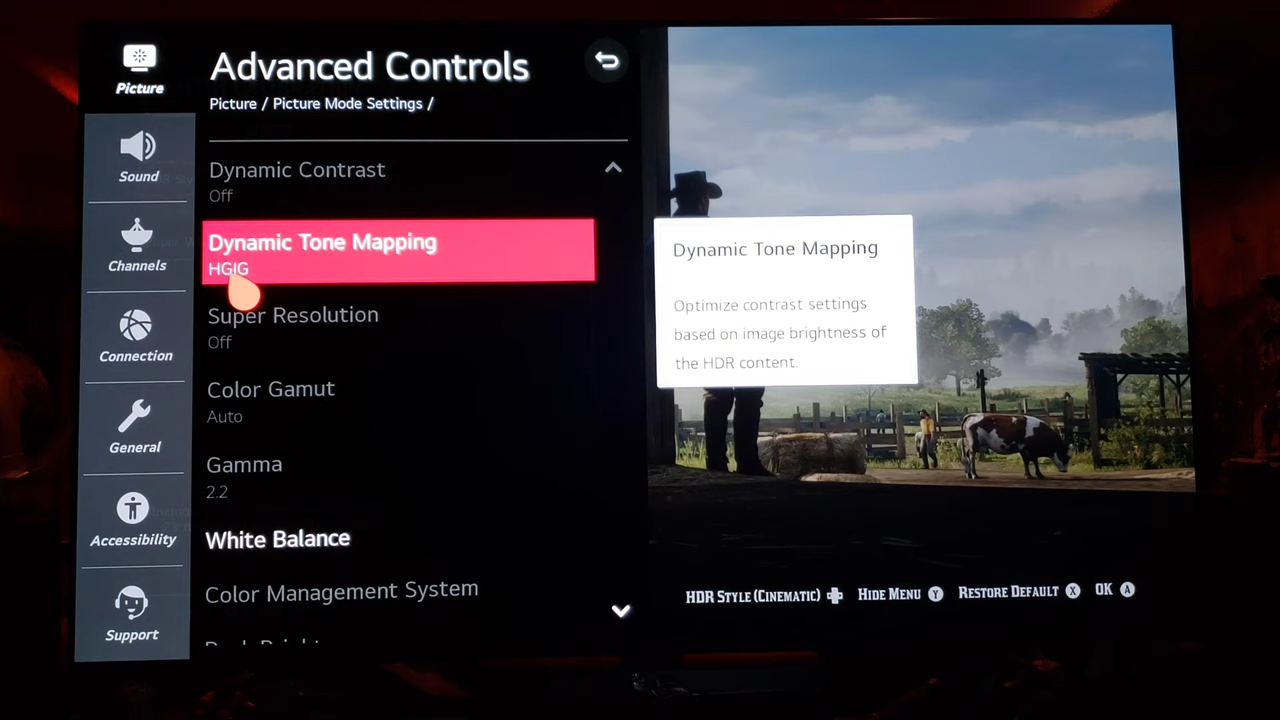 Picture
Sound
Channels
Connection
General
Accessibility
Support
Advanced Controls
Picture / Picture Mode Settings /
Dynamic Contrast
Off
Dynamic Tone Mapping
HGIG
Super Resolution
Off
Color Gamut
Auto
Gamma
2.2
White Balance
Color Management System
Dynamic Tone Mapping
Optimize contrast settings
based on image brightness of
the HDR content.
HDR Style (Cinematic) Hide Menu Y Restore Default X OK A